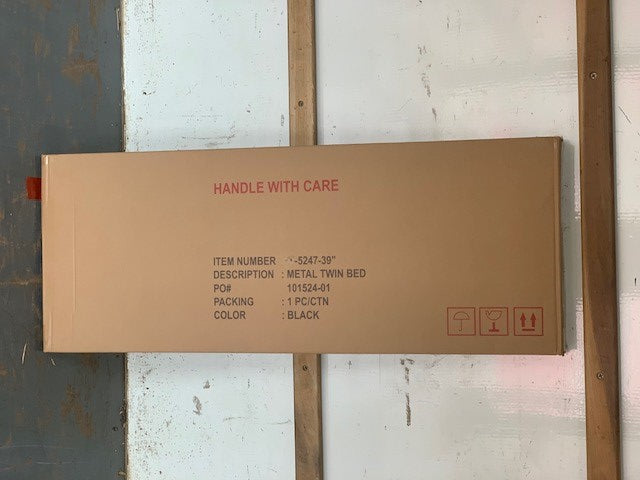 HANDLE WITH CARE
ITEM NUMBER -5247-39"
DESCRIPTION : METAL TWIN BED
PO# 101524-01
PACKING : 1 PC/CTN
COLOR : BLACK